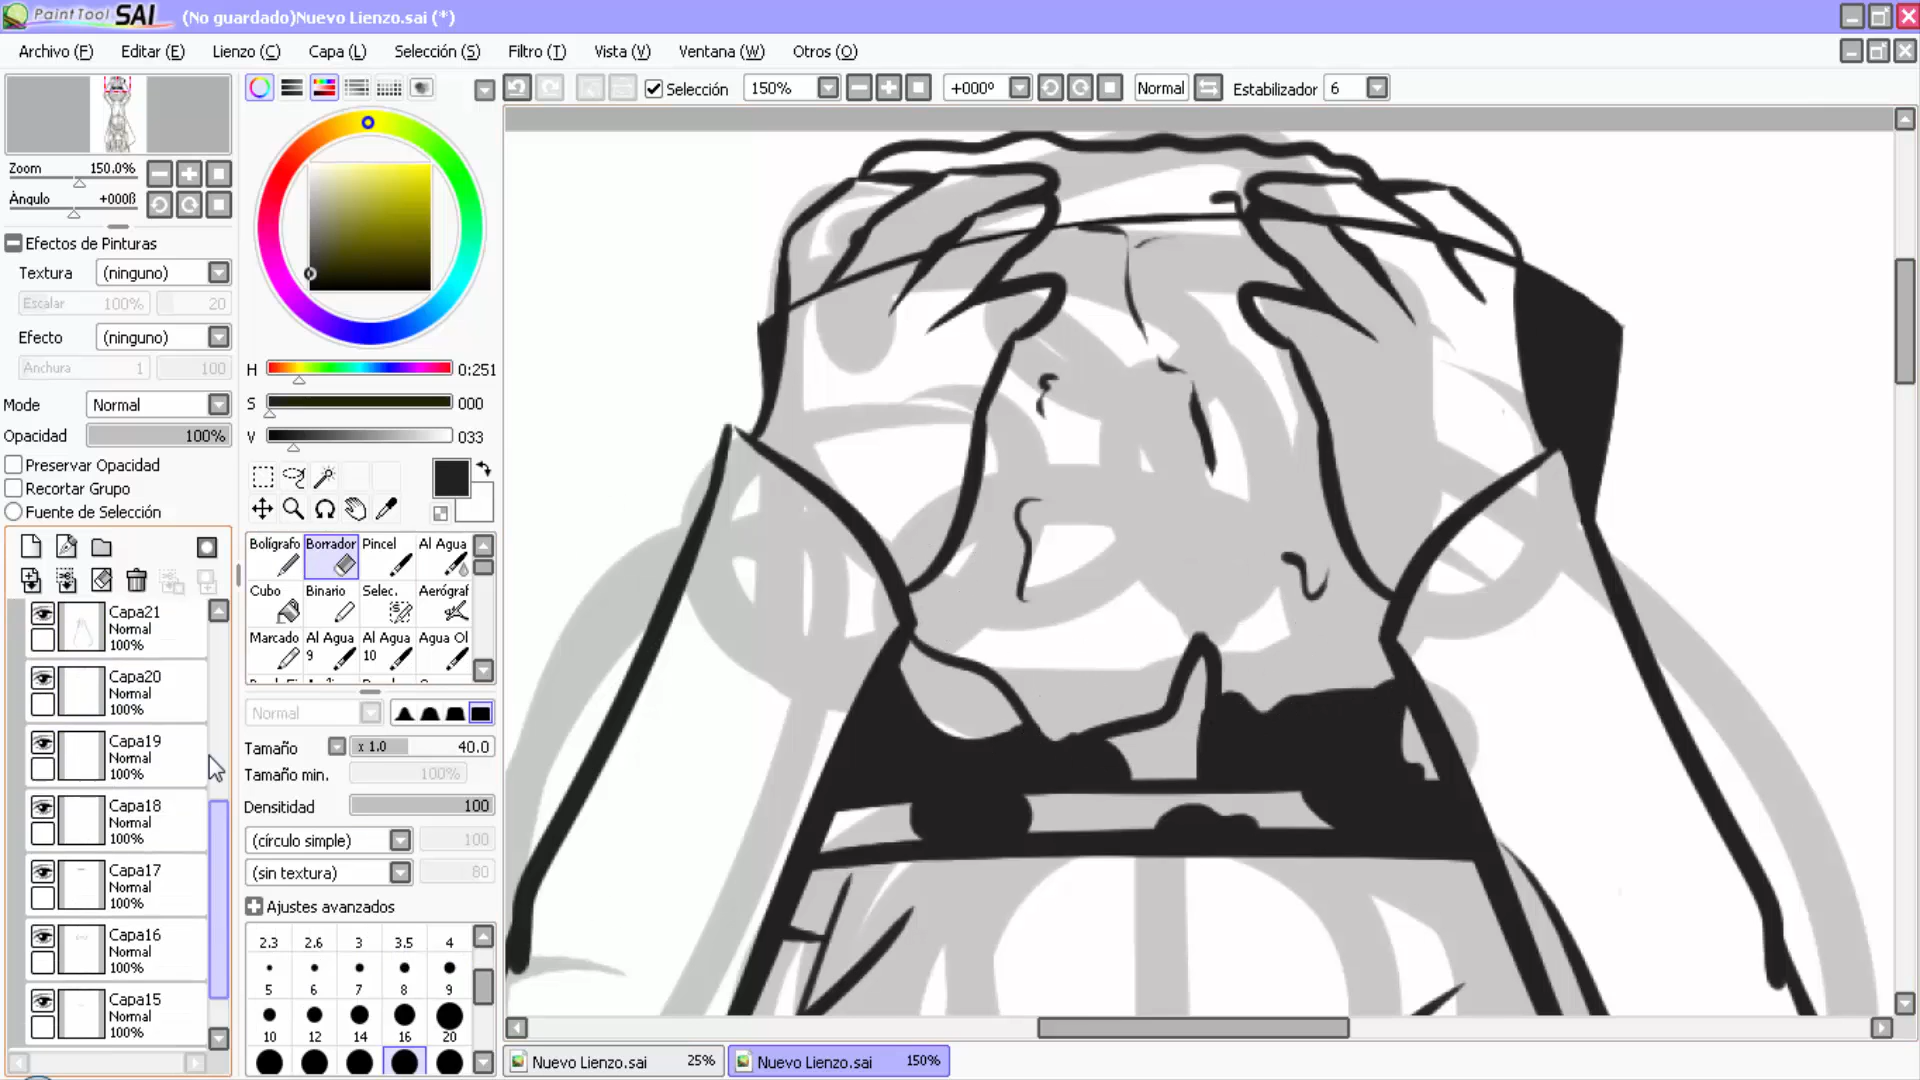 PaintTool SAI (No guardado)Nuevo Lienzo.sai (*)
Archivo (F) Editar (E) Lienzo (C) Capa (L) Selección (S) Filtro (T) Vista (V) Ventana (W) Otros (O)
Selección 150% +000º Normal Estabilizador 6
Zoom 150.0%
Ángulo +000ß
Efectos de Pinturas
Textura (ninguno)
Escalar 100% 20
Efecto (ninguno)
Anchura 1 100
Mode Normal
Opacidad 100%
Preservar Opacidad
Recortar Grupo
Fuente de Selección
Capa21
Normal
100%
Capa20
Normal
100%
Capa19
Normal
100%
Capa18
Normal
100%
Capa17
Normal
100%
Capa16
Normal
100%
Capa15
Normal
100%
H 0:251
S 000
V 033
Bolígrafo Borrador Pincel Al Agua
Cubo Binario Selec. Aerógraf
Marcado Al Agua Al Agua Agua Ol
9 10
Normal
Tamaño x 1.0 40.0
Tamaño min. 100%
Densitidad 100
(círculo simple) 100
(sin textura) 80
Ajustes avanzados
2.3 2.6 3 3.5 4
5 6 7 8 9
10 12 14 16 20
Nuevo Lienzo.sai 25% Nuevo Lienzo.sai 150%